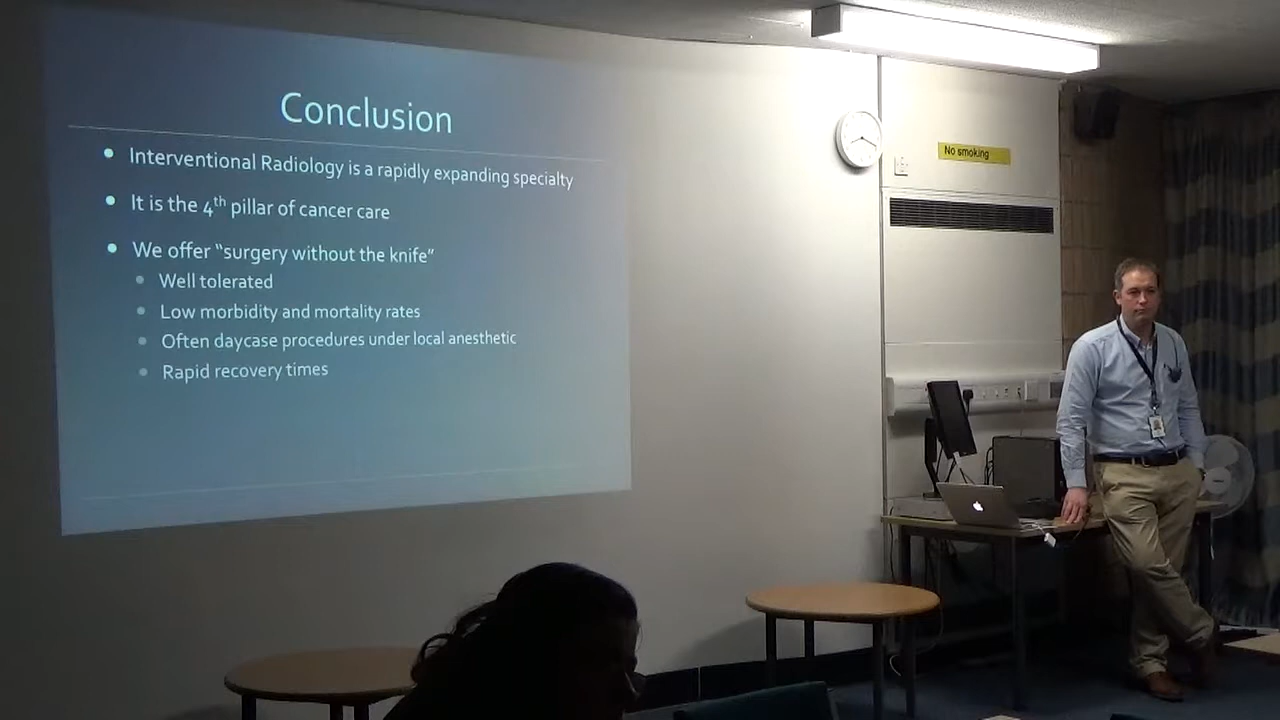 Conclusion
Interventional Radiology is a rapidly expanding specialty
It is the 4th pillar of cancer care
We offer “surgery without the knife”
Well tolerated
Low morbidity and mortality rates
Often daycase procedures under local anesthetic
Rapid recovery times
No smoking